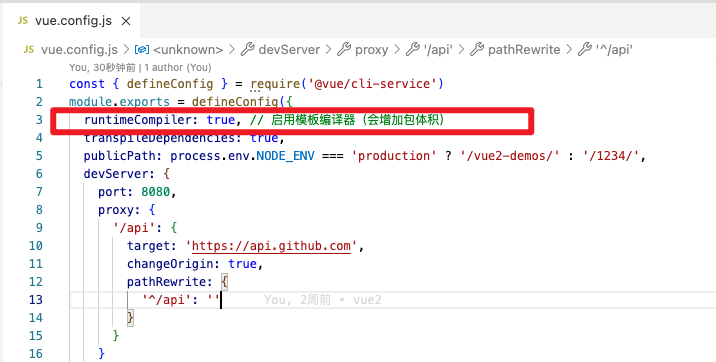 JS vue.config.js ×
JS vue.config.js > <unknown> > devServer > proxy > '/api' > pathRewrite > '^/api'
You, 30秒钟前 | 1 author (You)
1 const { defineConfig } = require('@vue/cli-service')
2 module.exports = defineConfig({
3 runtimeCompiler: true, // 启用模板编译器（会增加包体积）
4 transpileDependencies: true,
5 publicPath: process.env.NODE_ENV === 'production' ? '/vue2-demos/' : '/1234/',
6 devServer: {
7 port: 8080,
8 proxy: {
9 '/api': {
10 target: 'https://api.github.com',
11 changeOrigin: true,
12 pathRewrite: {
13 '^/api': '' You, 2周前 • vue2
14 }
15 }
16 }